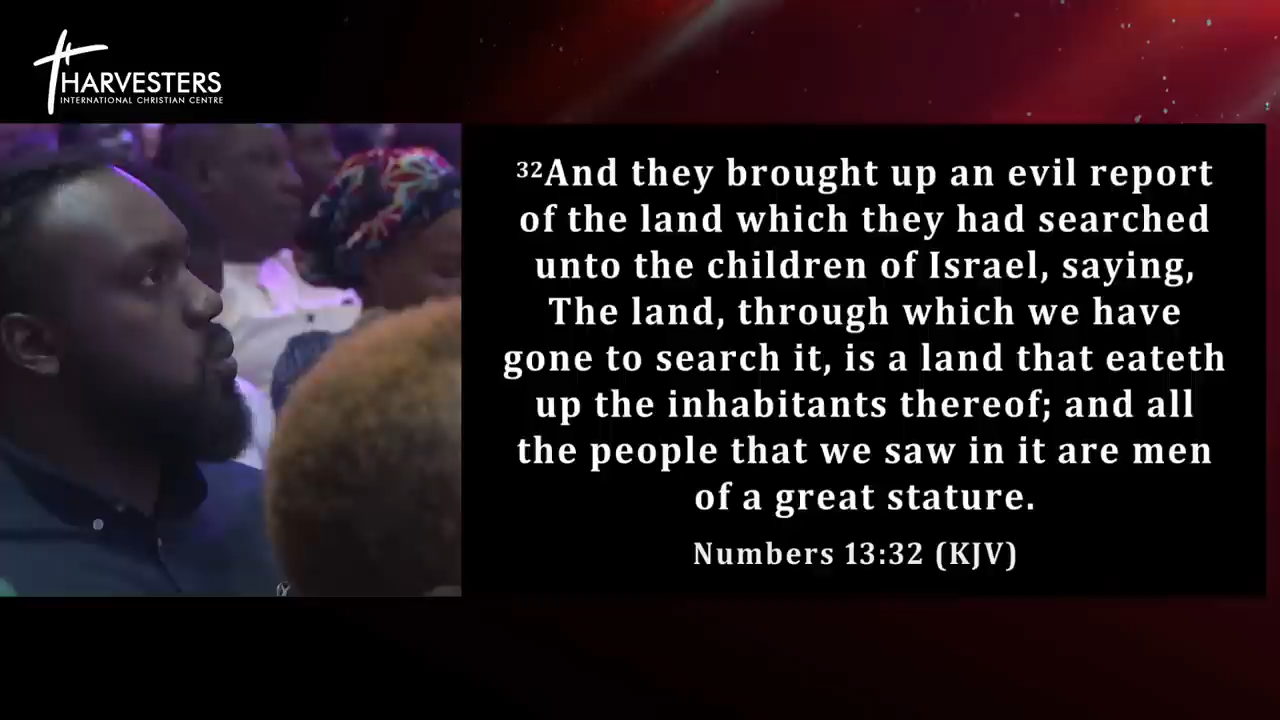 HARVESTERS
INTERNATIONAL CHRISTIAN CENTRE
32And they brought up an evil report
of the land which they had searched
unto the children of Israel, saying,
The land, through which we have
gone to search it, is a land that eateth
up the inhabitants thereof; and all
the people that we saw in it are men
of a great stature.
Numbers 13:32 (KJV)